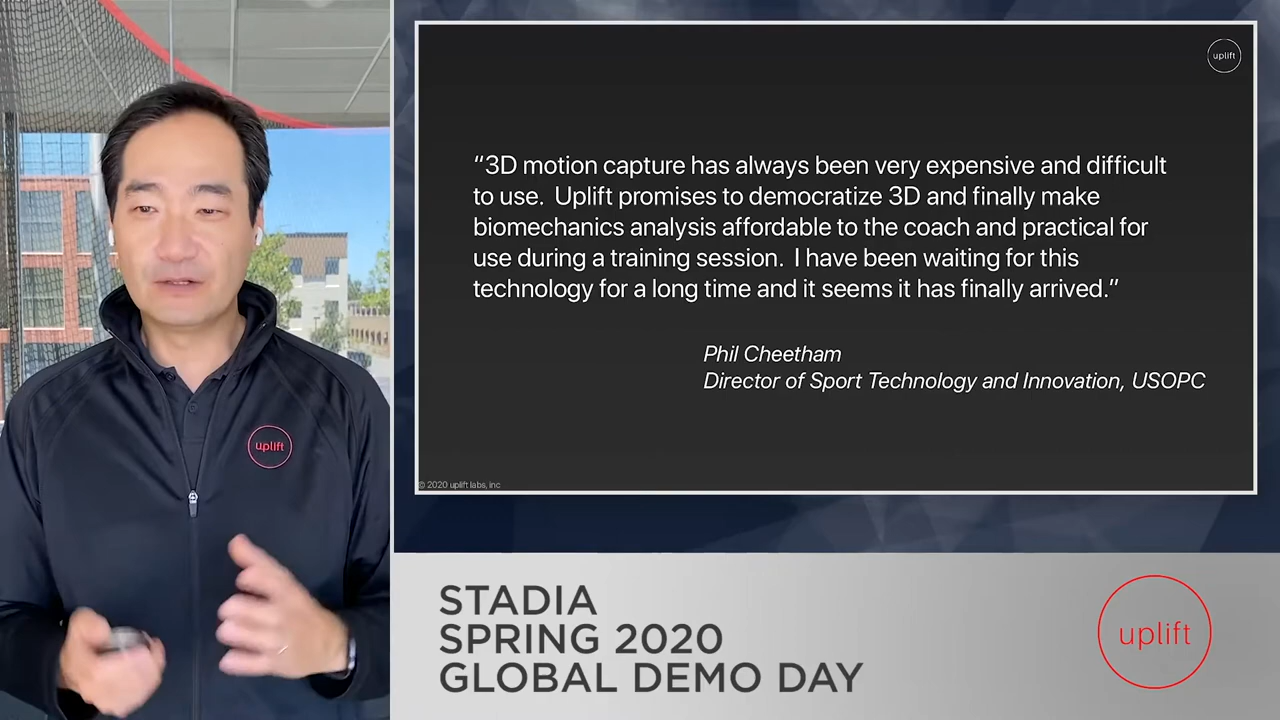 uplift
"3D motion capture has always been very expensive and difficult
to use. Uplift promises to democratize 3D and finally make
biomechanics analysis affordable to the coach and practical for
use during a training session. I have been waiting for this
technology for a long time and it seems it has finally arrived."
Phil Cheetham
Director of Sport Technology and Innovation, USOPC
© 2020 uplift labs, inc
uplift
STADIA
SPRING 2020
GLOBAL DEMO DAY
uplift